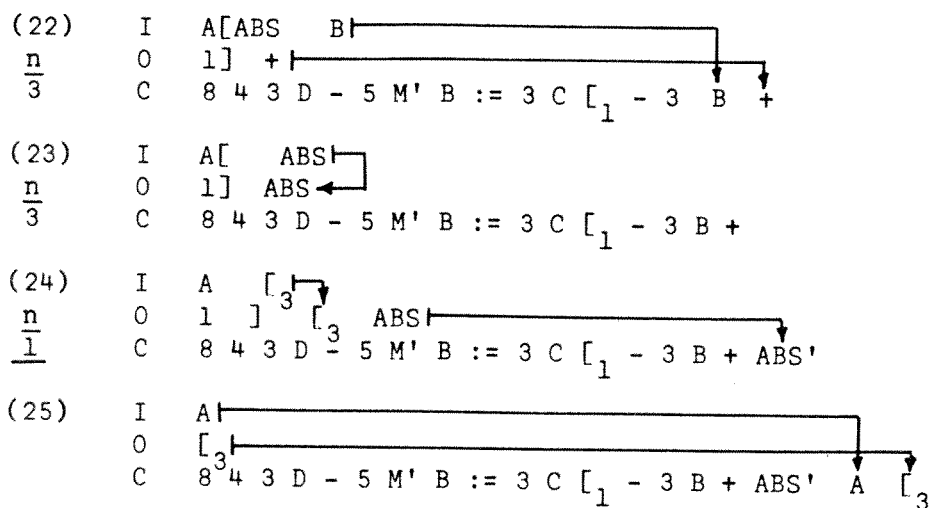 (22) I A[ABS B
n/3 O 1] +
C 8 4 3 D - 5 M' B := 3 C [1 - 3 B +
(23) I A[ ABS
n/3 O 1] ABS
C 8 4 3 D - 5 M' B := 3 C [1 - 3 B +
(24) I A [3
n/1 O 1 ] [3 ABS
C 8 4 3 D - 5 M' B := 3 C [1 - 3 B + ABS'
(25) I A
O [3
C 8 4 3 D - 5 M' B := 3 C [1 - 3 B + ABS' A [3